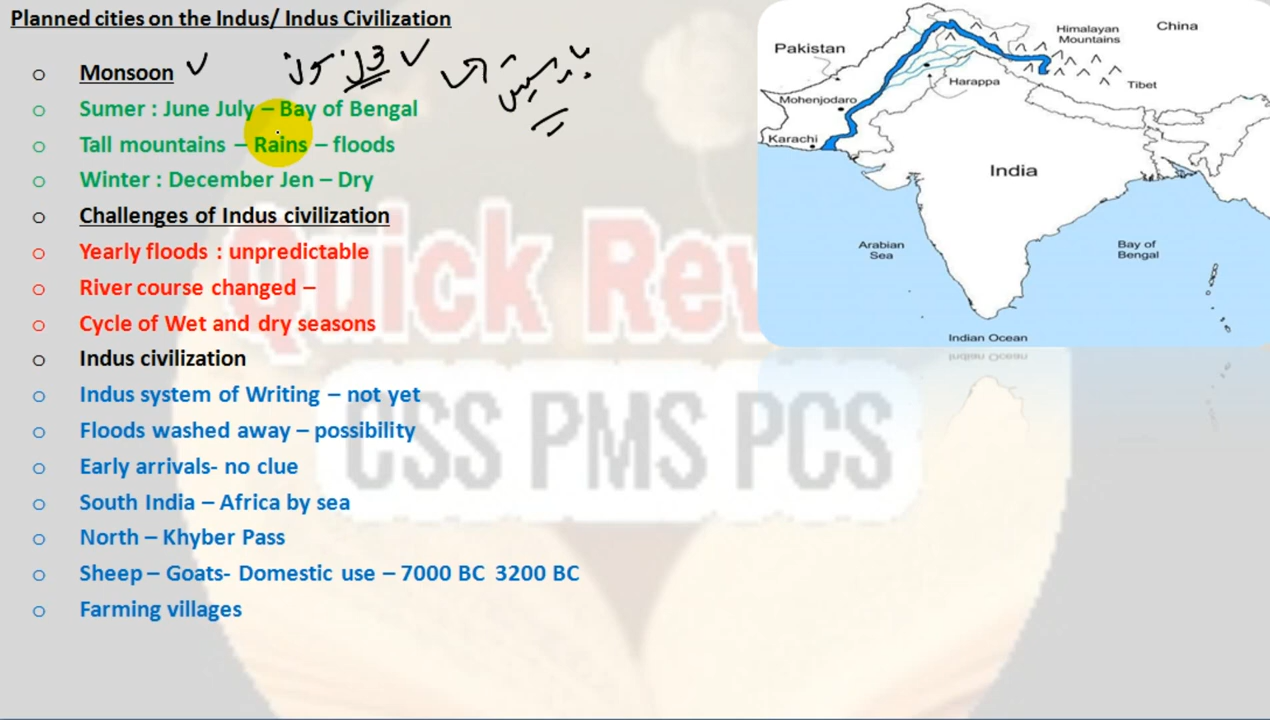 Planned cities on the Indus/ Indus Civilization
o Monsoon
o Sumer : June July – Bay of Bengal
o Tall mountains – Rains – floods
o Winter : December Jen – Dry
o Challenges of Indus civilization
o Yearly floods : unpredictable
o River course changed –
o Cycle of Wet and dry seasons
o Indus civilization
o Indus system of Writing – not yet
o Floods washed away – possibility
o Early arrivals- no clue
o South India – Africa by sea
o North – Khyber Pass
o Sheep – Goats- Domestic use – 7000 BC 3200 BC
o Farming villages
China
Himalayan
Mountains
Pakistan
Harappa
Tibet
Mohenjodaro
Karachi
India
Arabian
Sea
Bay of
Bengal
Indian Ocean
Quick Rev
CSS PMS PCS